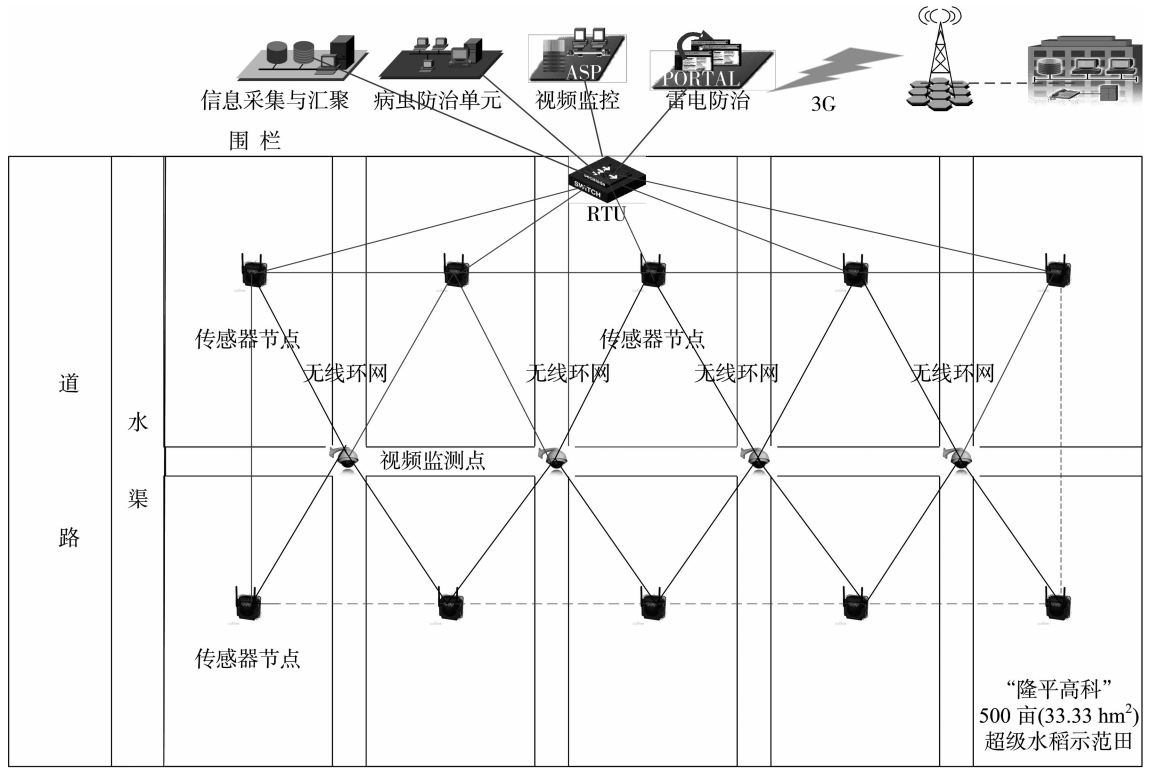 ASP
PORTAL
信息采集与汇聚
病虫防治单元
视频监控
雷电防治
3G
围栏
SWITCH
RTU
传感器节点
传感器节点
无线环网
无线环网
无线环网
无线环网
道路
水渠
视频监测点
传感器节点
“隆平高科”
500 亩(33.33 hm²)
超级水稻示范田